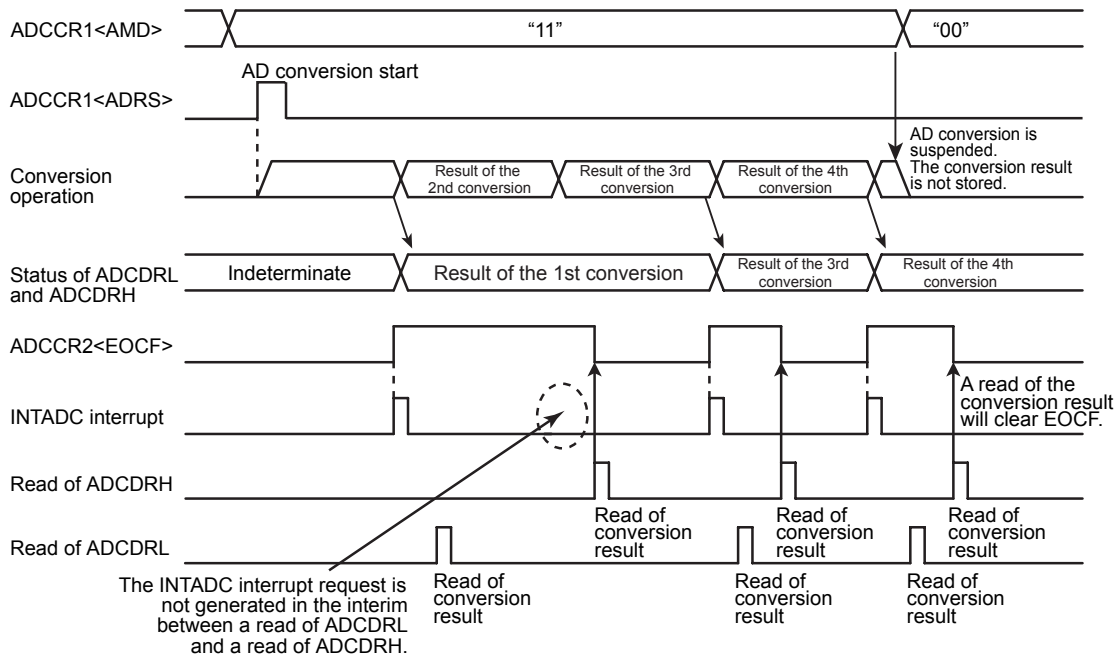 ADCCR1<AMD>
“11”
“00”
AD conversion start
ADCCR1<ADRS>
AD conversion is
suspended.
The conversion result
is not stored.
Conversion
operation
Result of the
2nd conversion
Result of the 3rd
conversion
Result of the 4th
conversion
Status of ADCDRL
and ADCDRH
Indeterminate
Result of the 1st conversion
Result of the 3rd
conversion
Result of the 4th
conversion
ADCCR2<EOCF>
A read of the
conversion result
will clear EOCF.
INTADC interrupt
Read of ADCDRH
Read of
conversion
result
Read of
conversion
result
Read of
conversion
result
Read of ADCDRL
Read of
conversion
result
Read of
conversion
result
Read of
conversion
result
The INTADC interrupt request is
not generated in the interim
between a read of ADCDRL
and a read of ADCDRH.